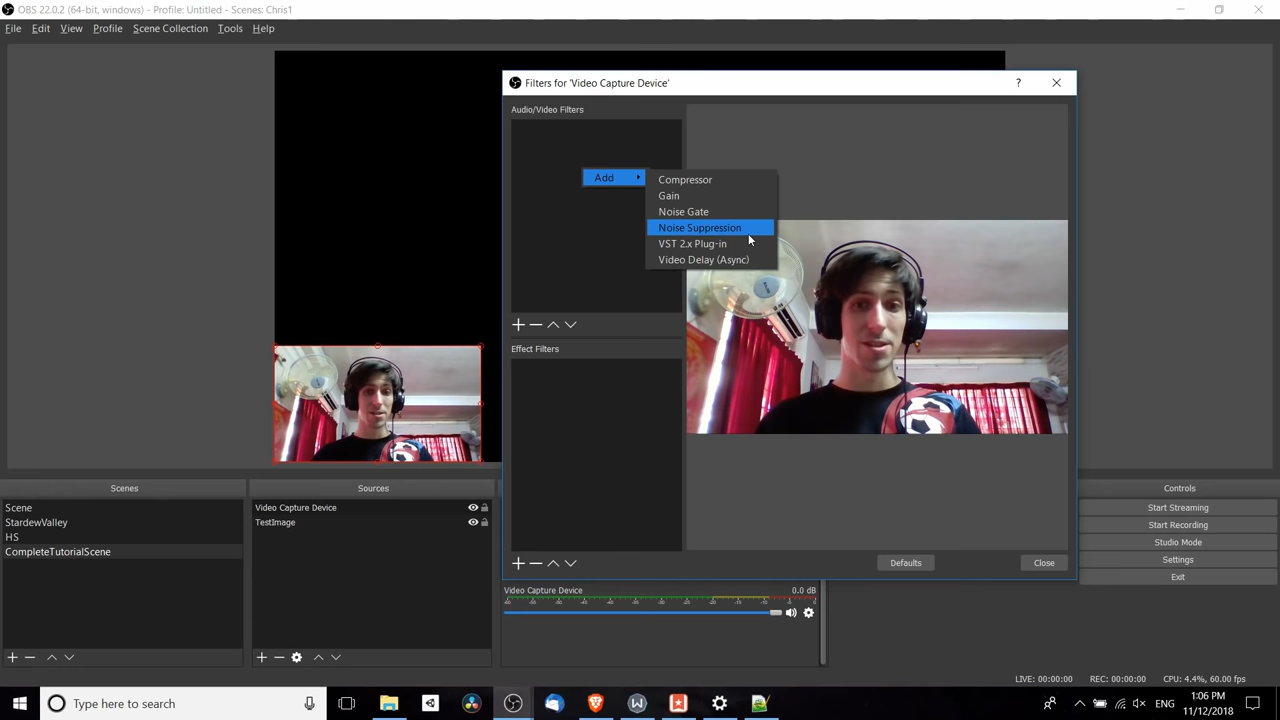 OBS 22.0.2 (64-bit, windows) - Profile: Untitled - Scenes: Chris1
File Edit View Profile Scene Collection Tools Help
Filters for 'Video Capture Device'
?
Audio/Video Filters
Add
Compressor
Gain
Noise Gate
Noise Suppression
VST 2.x Plug-in
Video Delay (Async)
Effect Filters
Defaults
Close
Scenes
Scene
StardewValley
HS
CompleteTutorialScene
Sources
Video Capture Device
TestImage
Video Capture Device 0.0 dB
Controls
Start Streaming
Start Recording
Studio Mode
Settings
Exit
LIVE: 00:00:00 REC: 00:00:00 CPU: 4.4%, 60.00 fps
Type here to search
ENG
1:06 PM
11/12/2018